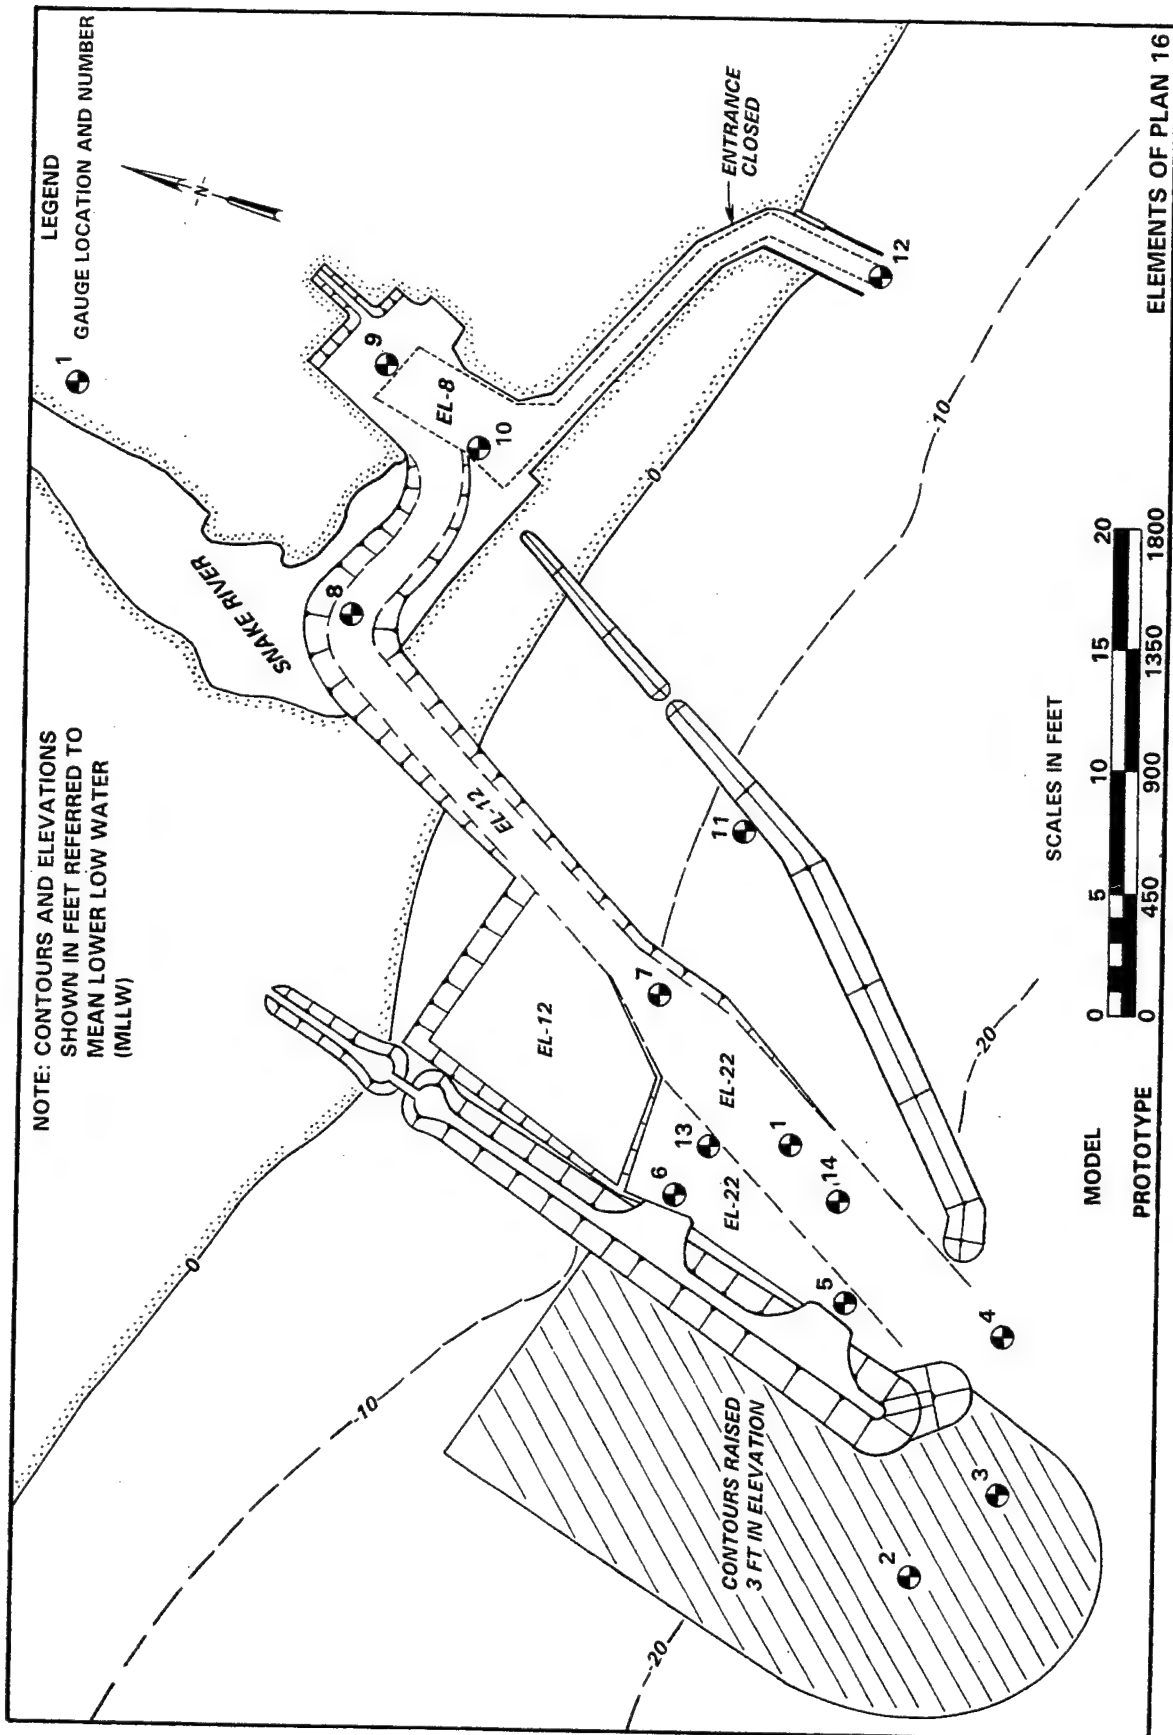 NOTE: CONTOURS AND ELEVATIONS
SHOWN IN FEET REFERRED TO
MEAN LOWER LOW WATER
(MLLW)
LEGEND
1
GAUGE LOCATION AND NUMBER
N
SNAKE RIVER
8
9
EL-8
10
ENTRANCE
CLOSED
12
0
0
-10
-10
-20
-20
EL-12
EL-12
7
11
EL-22
13
1
6
EL-22
14
5
4
CONTOURS RAISED
3 FT IN ELEVATION
2
3
SCALES IN FEET
MODEL
0 5 10 15 20
PROTOTYPE
0 450 900 1350 1800
ELEMENTS OF PLAN 16